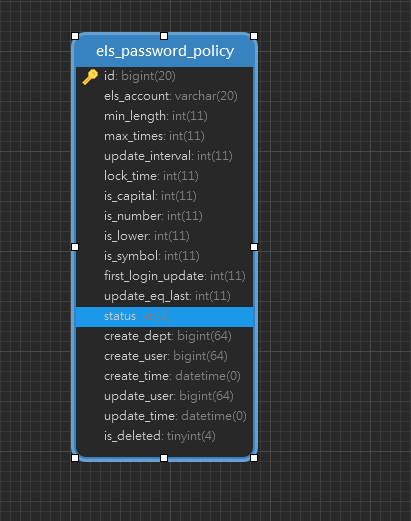 els_password_policy
id: bigint(20)
els_account: varchar(20)
min_length: int(11)
max_times: int(11)
update_interval: int(11)
lock_time: int(11)
is_capital: int(11)
is_number: int(11)
is_lower: int(11)
is_symbol: int(11)
first_login_update: int(11)
update_eq_last: int(11)
status
create_dept: bigint(64)
create_user: bigint(64)
create_time: datetime(0)
update_user: bigint(64)
update_time: datetime(0)
is_deleted: tinyint(4)